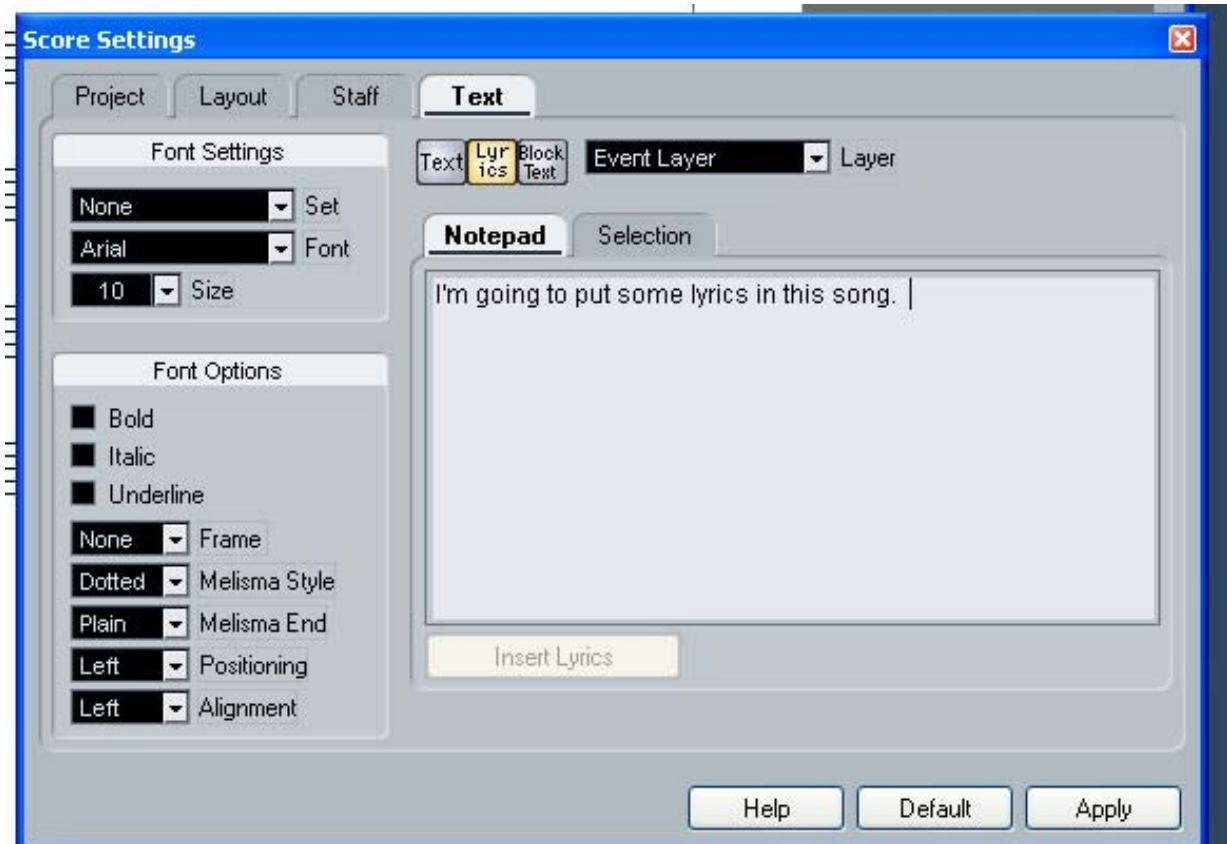 Score Settings
Project Layout Staff Text
Font Settings
None Set
Arial Font
10 Size
Font Options
Bold
Italic
Underline
None Frame
Dotted Melisma Style
Plain Melisma End
Left Positioning
Left Alignment
Text Lyrics Block Text Event Layer Layer
Notepad Selection
I'm going to put some lyrics in this song.
Insert Lyrics
Help Default Apply